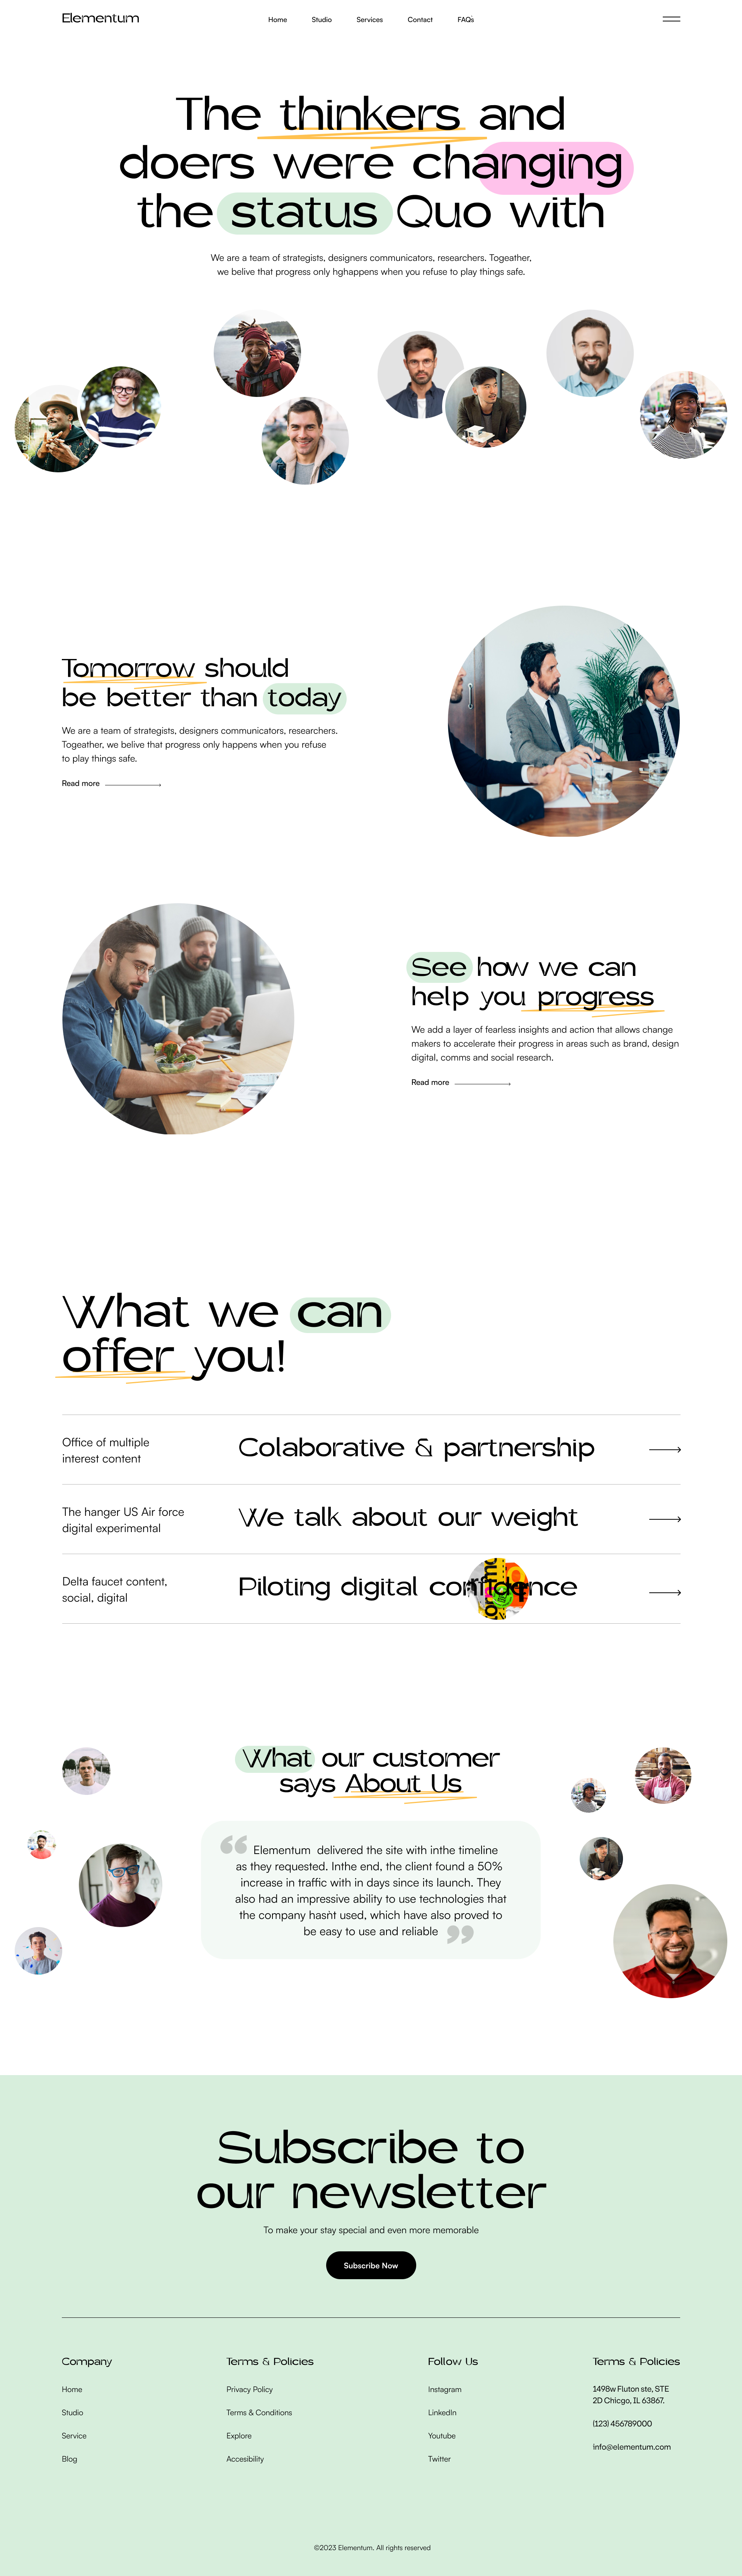 Elementum
Home
Studio
Services
Contact
FAQs
The thinkers and
doers were changing
the status Quo with
We are a team of strategists, designers communicators, researchers. Togeather,
we belive that progress only hghappens when you refuse to play things safe.
Tomorrow should
be better than today
We are a team of strategists, designers communicators, researchers.
Togeather, we belive that progress only happens when you refuse
to play things safe.
Read more
See how we can
help you progress
We add a layer of fearless insights and action that allows change
makers to accelerate their progress in areas such as brand, design
digital, comms and social research.
Read more
What we can
offer you!
Office of multiple
interest content
Colaborative & partnership
The hanger US Air force
digital experimental
We talk about our weight
Delta faucet content,
social, digital
Piloting digital confidence
What our customer
says About Us
“ Elementum delivered the site with inthe timeline
as they requested. Inthe end, the client found a 50%
increase in traffic with in days since its launch. They
also had an impressive ability to use technologies that
the company hasn`t used, which have also proved to
be easy to use and reliable ”
Subscribe to
our newsletter
To make your stay special and even more memorable
Subscribe Now
Company
Home
Studio
Service
Blog
Terms & Policies
Privacy Policy
Terms & Conditions
Explore
Accesibility
Follow Us
Instagram
LinkedIn
Youtube
Twitter
Terms & Policies
1498w Fluton ste, STE
2D Chicgo, IL 63867.
(123) 456789000
info@elementum.com
©2023 Elementum. All rights reserved